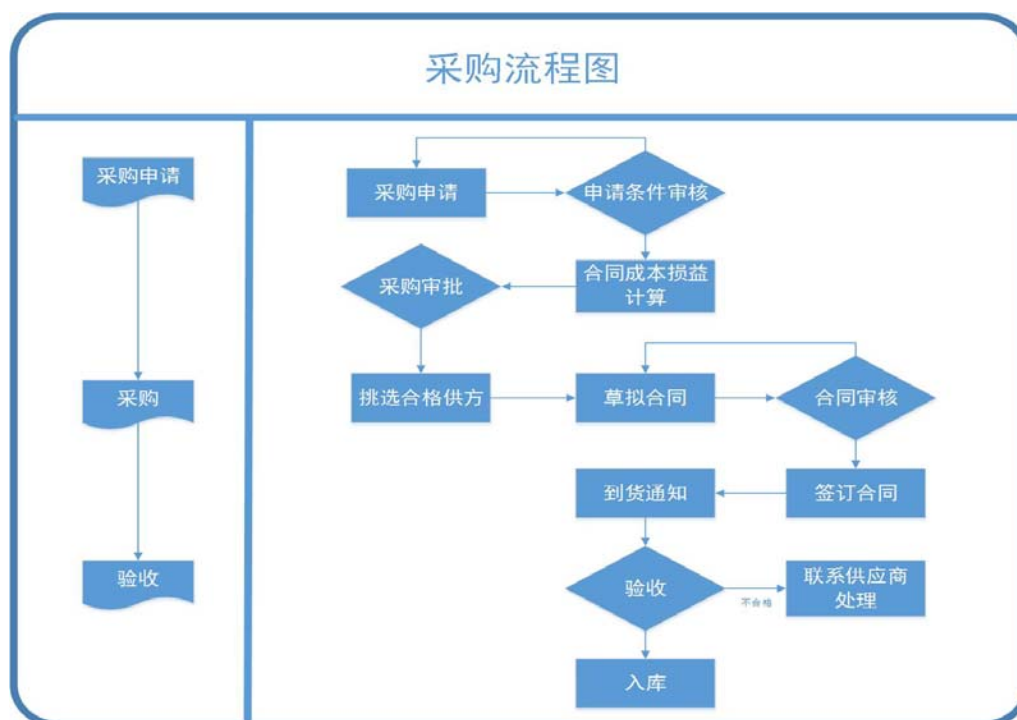 采购流程图
采购申请
采购
验收
采购申请
申请条件审核
采购审批
合同成本损益
计算
挑选合格供方
草拟合同
合同审核
到货通知
签订合同
验收
不合格
联系供应商
处理
入库